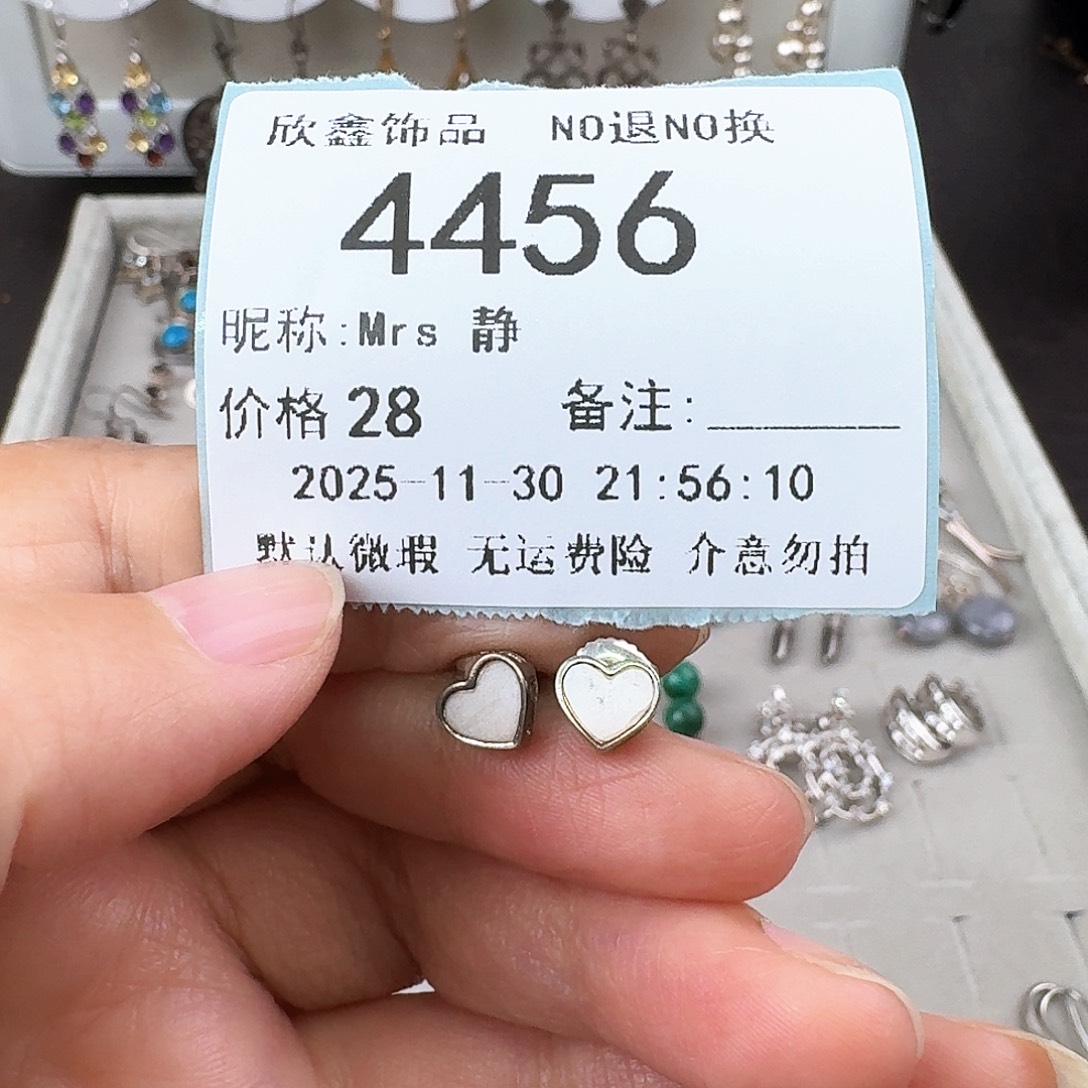 欣鑫饰品 NO退NO换
4456
昵称:Mrs 静
价格 28 备注:________
2025-11-30 21:56:10
默认微瑕 无运费险 介意勿拍